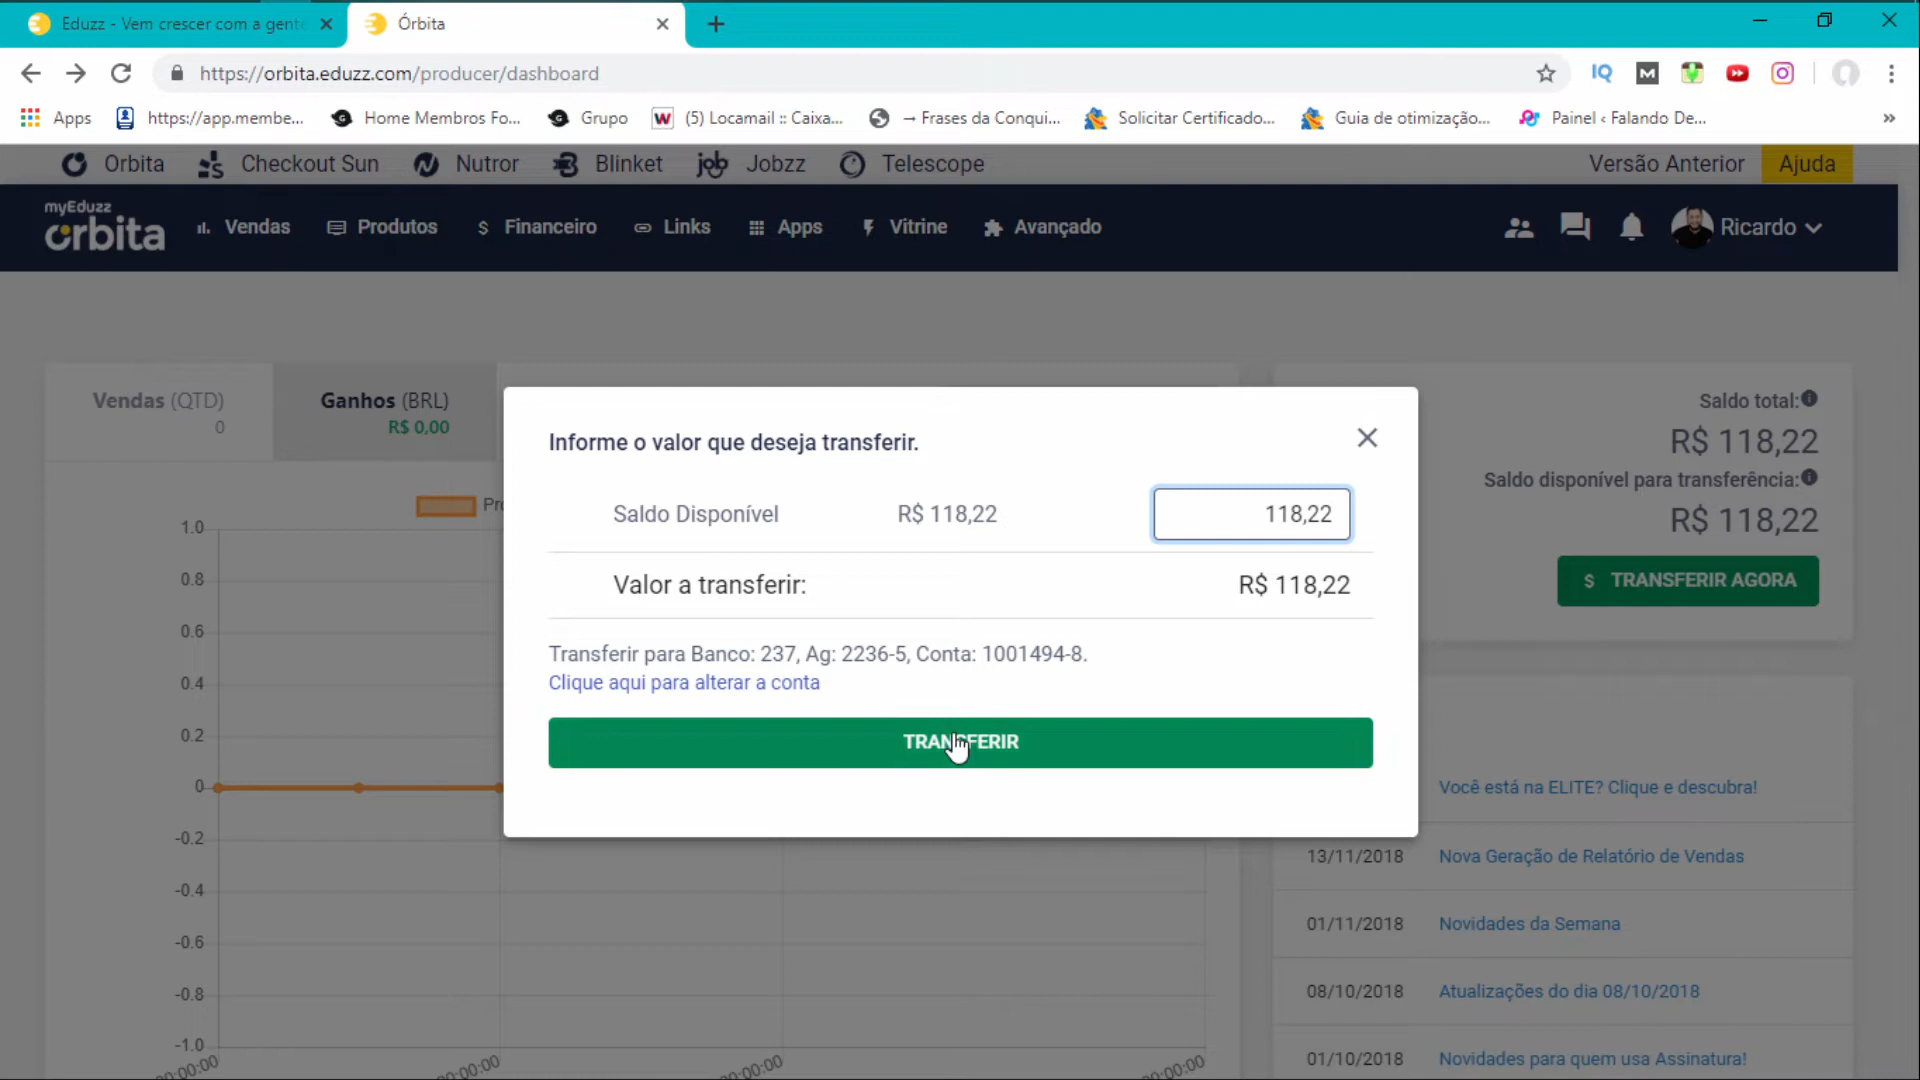 Eduzz - Vem crescer com a gente
Órbita
https://orbita.eduzz.com/producer/dashboard
Apps
https://app.membe...
Home Membros Fo...
Grupo
(5) Locamail :: Caixa...
→ Frases da Conqui...
Solicitar Certificado...
Guia de otimização...
Painel ‹ Falando De...
»
Orbita
Checkout Sun
Nutror
Blinket
job Jobzz
Telescope
Versão Anterior
Ajuda
myEduzz
orbita
Vendas
Produtos
$ Financeiro
Links
Apps
Vitrine
Avançado
Ricardo
Vendas (QTD)
0
Ganhos (BRL)
R$ 0,00
Informe o valor que deseja transferir.
Saldo Disponível R$ 118,22 118,22
Valor a transferir: R$ 118,22
Transferir para Banco: 237, Ag: 2236-5, Conta: 1001494-8.
Clique aqui para alterar a conta
TRANSFERIR
Saldo total:
R$ 118,22
Saldo disponível para transferência:
R$ 118,22
$ TRANSFERIR AGORA
1.0
0.8
0.6
0.4
0.2
0
-0.2
-0.4
-0.6
-0.8
-1.0
Você está na ELITE? Clique e descubra!
13/11/2018 Nova Geração de Relatório de Vendas
01/11/2018 Novidades da Semana
08/10/2018 Atualizações do dia 08/10/2018
01/10/2018 Novidades para quem usa Assinatura!